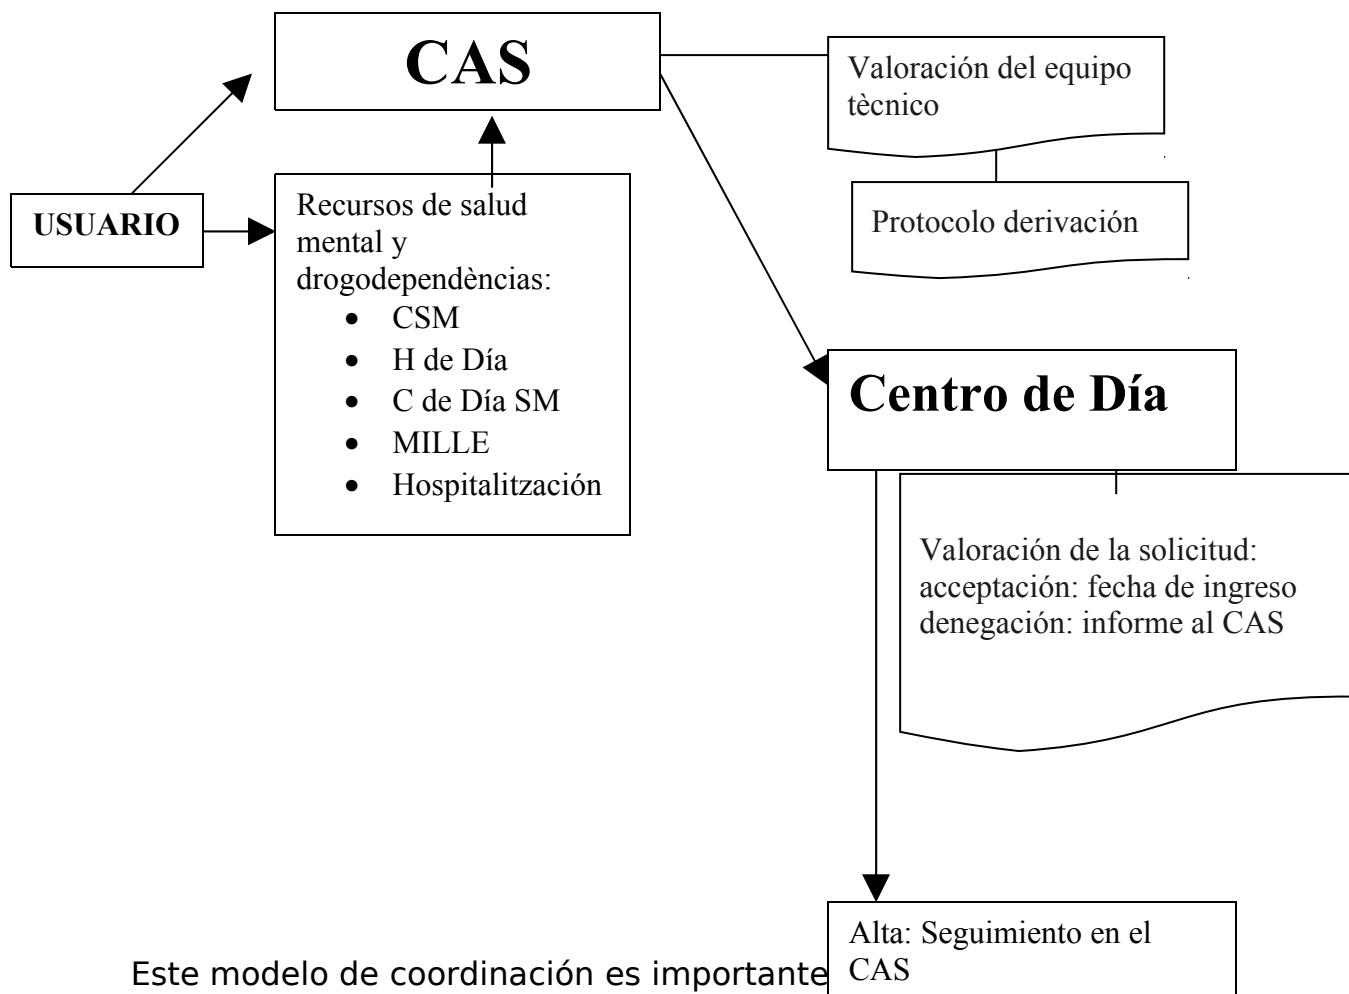 CAS
Valoración del equipo
tècnico
USUARIO
Recursos de salud
mental y
drogodependències:
• CSM
• H de Día
• C de Día SM
• MILLE
• Hospitalitzación
Protocolo derivación
Centro de Día
Valoración de la solicitud:
acceptación: fecha de ingreso
denegación: informe al CAS
Alta: Seguimiento en el
CAS
Este modelo de coordinación es importante